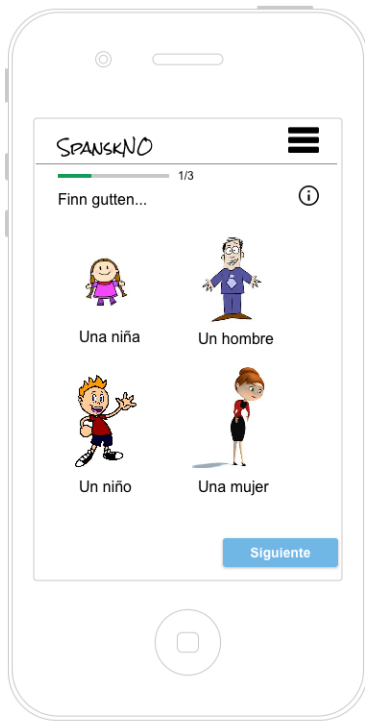 SpanskNO
1/3
Finn gutten...
Una niña
Un hombre
Un niño
Una mujer
Siguiente